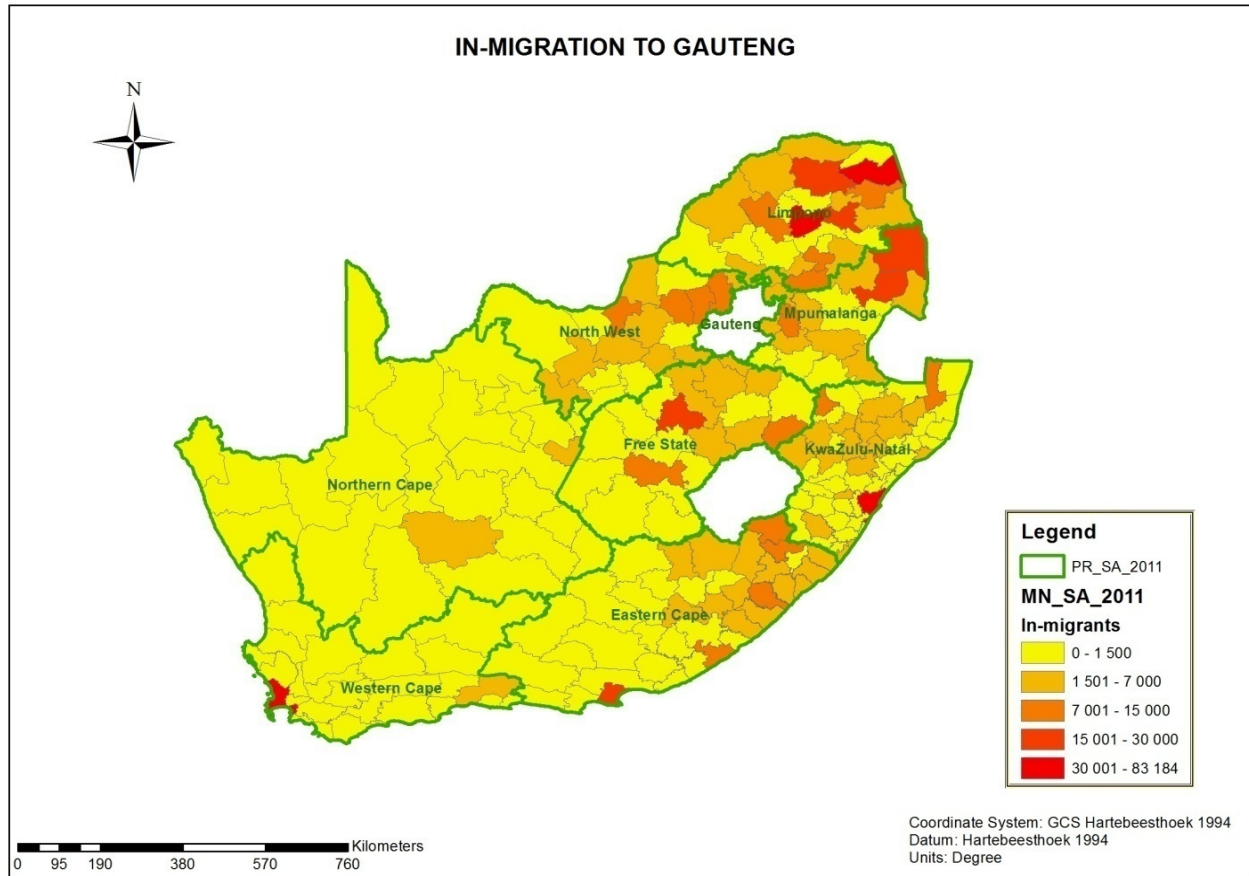 IN-MIGRATION TO GAUTENG
N
Limpopo
Mpumalanga
Gauteng
North West
Free State
KwaZulu-Natal
Northern Cape
Eastern Cape
Western Cape
Legend
PR_SA_2011
MN_SA_2011
In-migrants
0 - 1 500
1 501 - 7 000
7 001 - 15 000
15 001 - 30 000
30 001 - 83 184
Kilometers
0 95 190 380 570 760
Coordinate System: GCS Hartebeesthoek 1994
Datum: Hartebeesthoek 1994
Units: Degree